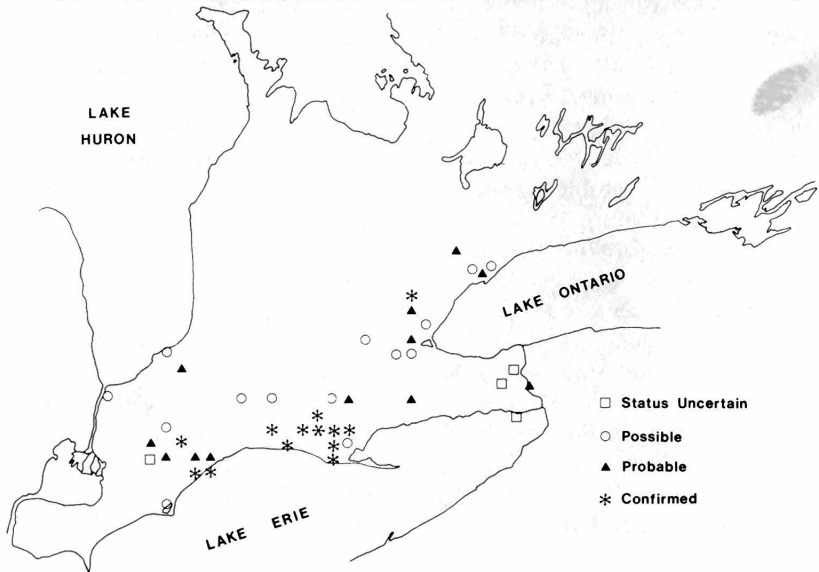 LAKE
HURON
LAKE ONTARIO
LAKE ERIE
Status Uncertain
Possible
Probable
Confirmed